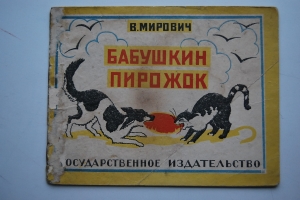 В. МИРОВИЧ
БАБУШКИН
ПИРОЖОК
ОСУДАРСТВЕННОЕ ИЗДАТЕЛЬСТВО